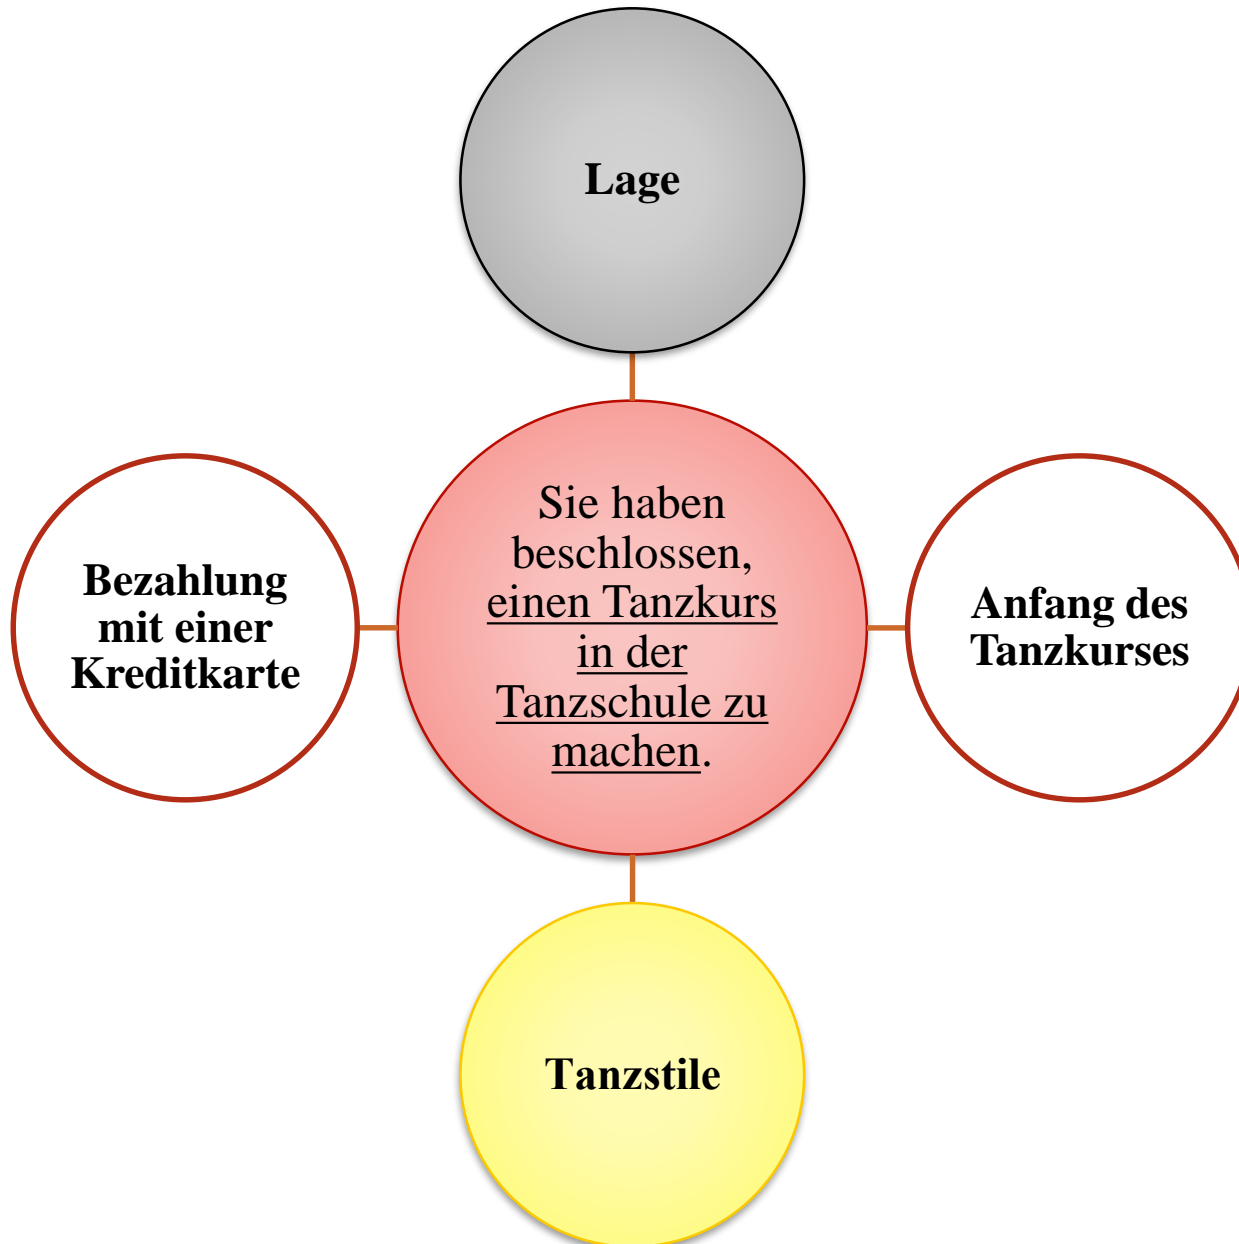 Lage
Sie haben
beschlossen,
einen Tanzkurs
in der
Tanzschule zu
machen.
Bezahlung
mit einer
Kreditkarte
Anfang des
Tanzkurses
Tanzstile